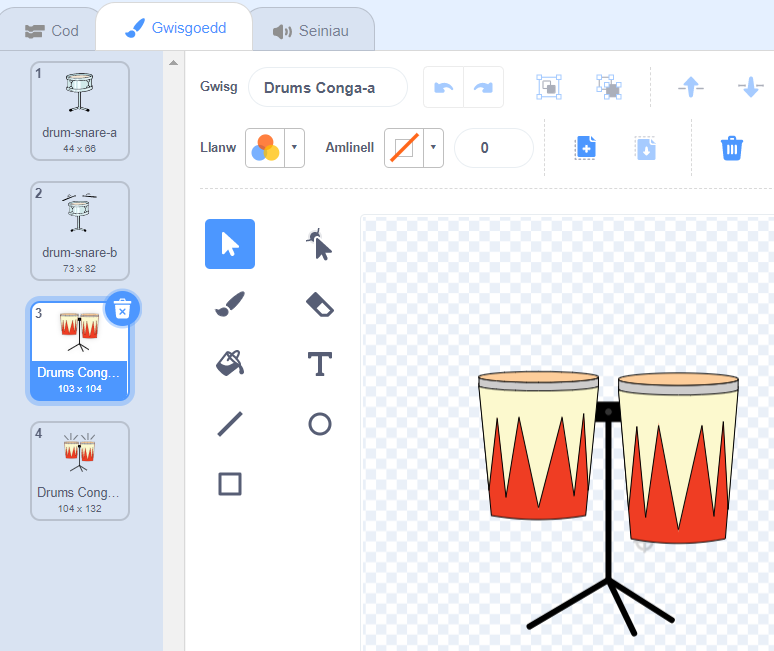 Cod
Gwisgoedd
Seiniau
1
drum-snare-a
44 x 66
2
drum-snare-b
73 x 82
3
Drums Cong...
103 x 104
4
Drums Cong...
104 x 132
Gwisg
Drums Conga-a
Llanw
Amlinell
0
T